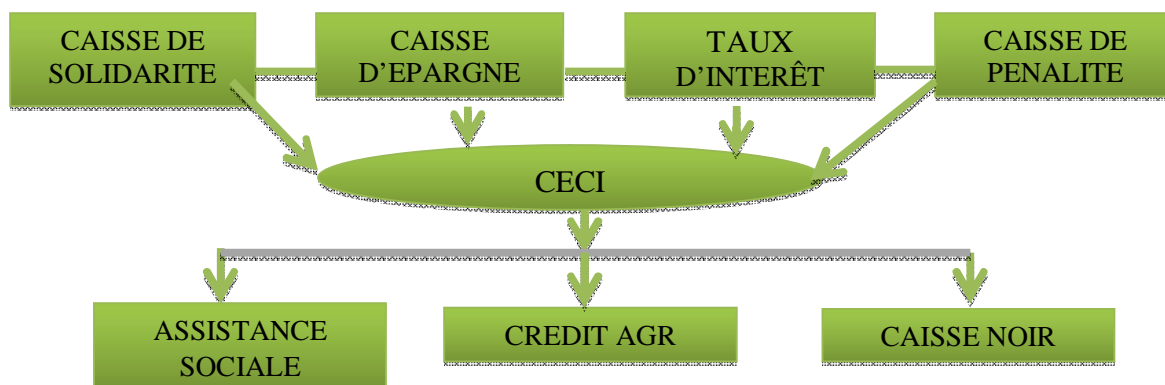 CAISSE DE
SOLIDARITE
CAISSE
D’EPARGNE
TAUX
D’INTERÊT
CAISSE DE
PENALITE
CECI
ASSISTANCE
SOCIALE
CREDIT AGR
CAISSE NOIR